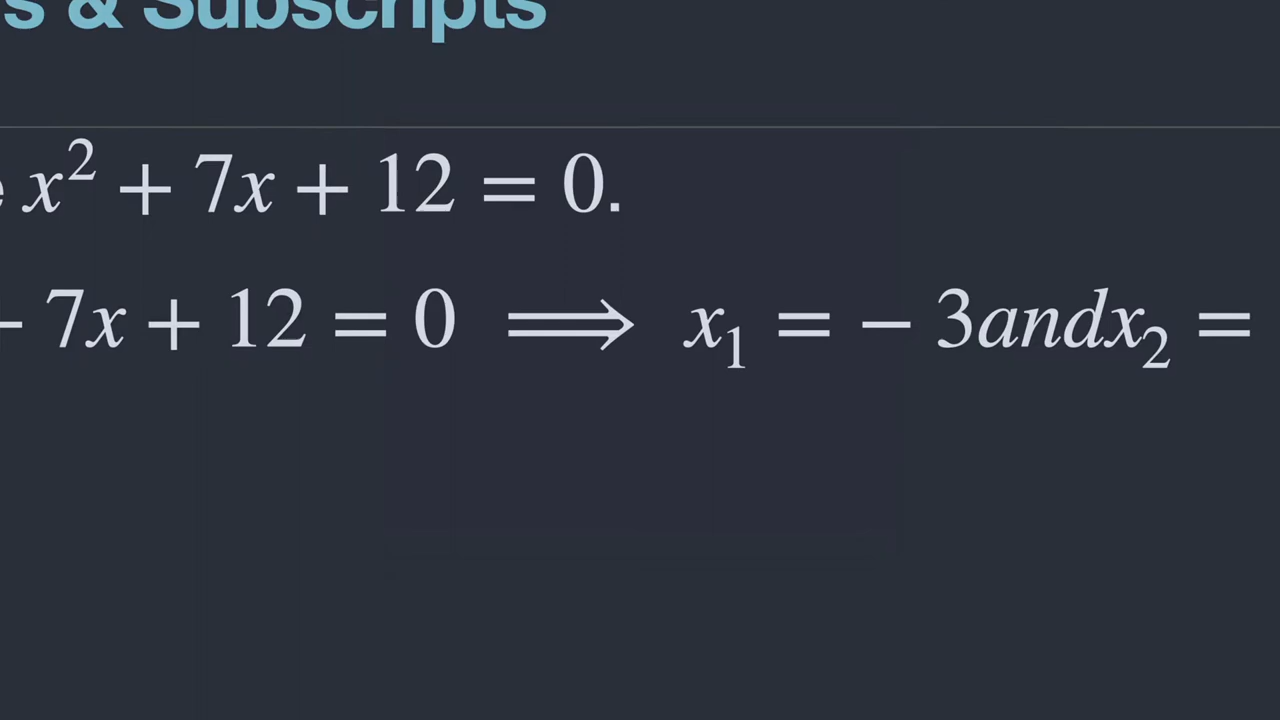 s & Subscripts
x² + 7x + 12 = 0.
− 7x + 12 = 0 ⟹ x₁ = − 3andx₂ =